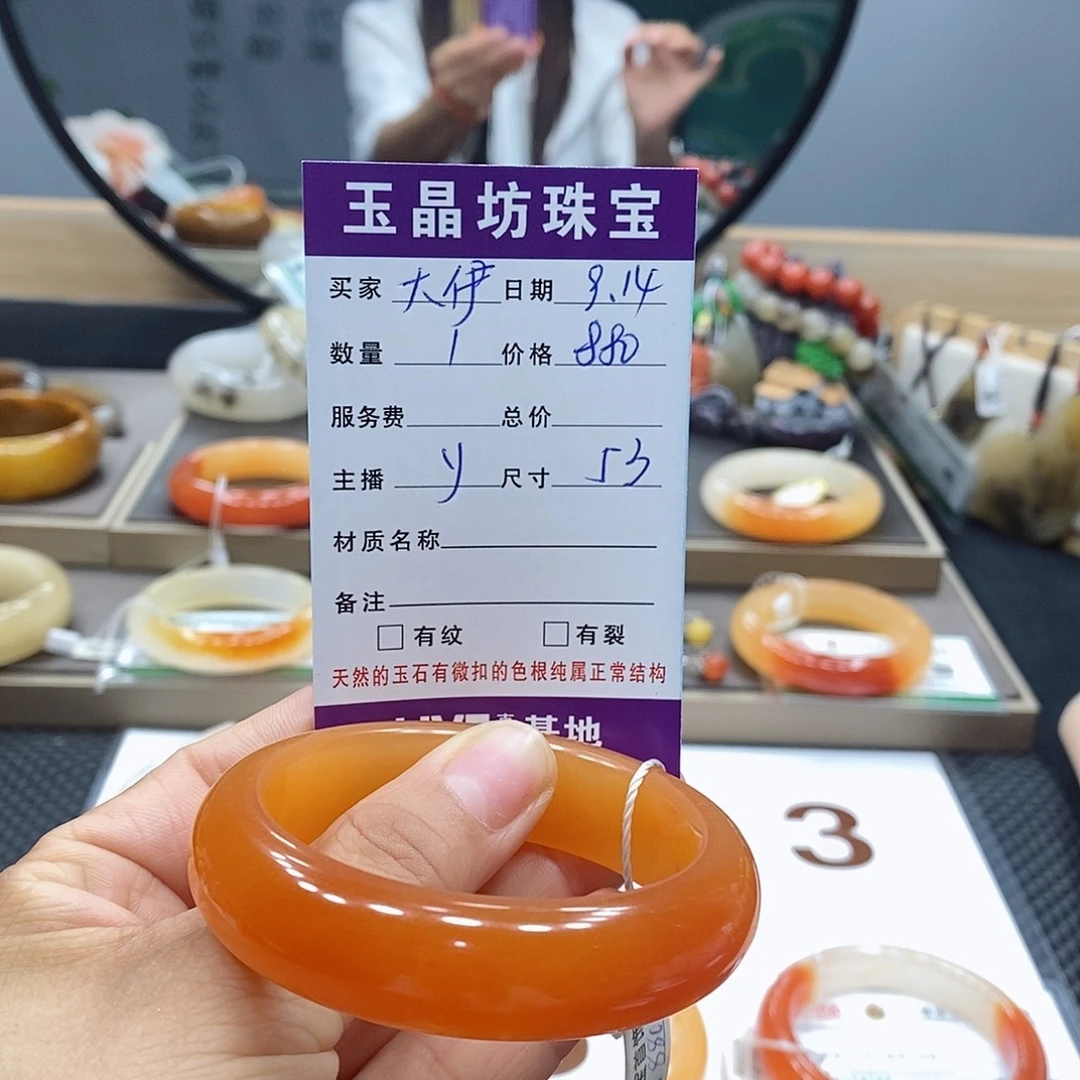 玉晶坊珠宝
买家 大伊 日期 9.14
数量 1 价格 880
服务费 总价
主播 y 尺寸 53
材质名称
备注
有纹 有裂
天然的玉石有微扣的色根纯属正常结构
基地
3